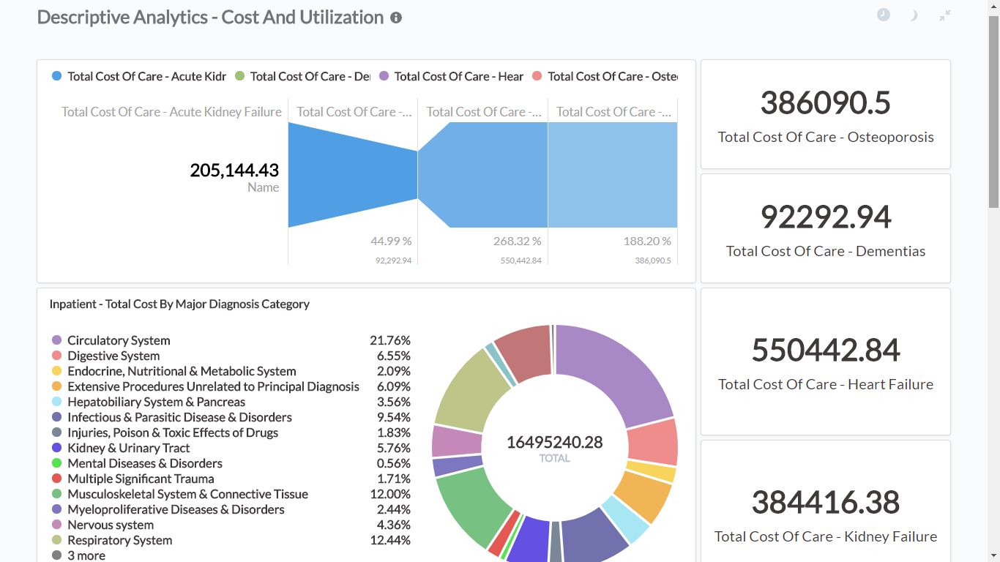 Descriptive Analytics - Cost And Utilization
Total Cost Of Care - Acute Kidr
Total Cost Of Care - De
Total Cost Of Care - Hear
Total Cost Of Care - Oste
Total Cost Of Care - Acute Kidney Failure
Total Cost Of Care -...
Total Cost Of Care -...
Total Cost Of Care -...
205,144.43
Name
44.99 %
268.32 %
188.20 %
92,292.94
550,442.84
386,090.5
386090.5
Total Cost Of Care - Osteoporosis
92292.94
Total Cost Of Care - Dementias
Inpatient - Total Cost By Major Diagnosis Category
Circulatory System 21.76%
Digestive System 6.55%
Endocrine, Nutritional & Metabolic System 2.09%
Extensive Procedures Unrelated to Principal Diagnosis 6.09%
Hepatobiliary System & Pancreas 3.56%
Infectious & Parasitic Disease & Disorders 9.54%
Injuries, Poison & Toxic Effects of Drugs 1.83%
Kidney & Urinary Tract 5.76%
Mental Diseases & Disorders 0.56%
Multiple Significant Trauma 1.71%
Musculoskeletal System & Connective Tissue 12.00%
Myeloproliferative Diseases & Disorders 2.44%
Nervous system 4.36%
Respiratory System 12.44%
3 more
16495240.28
TOTAL
550442.84
Total Cost Of Care - Heart Failure
384416.38
Total Cost Of Care - Kidney Failure